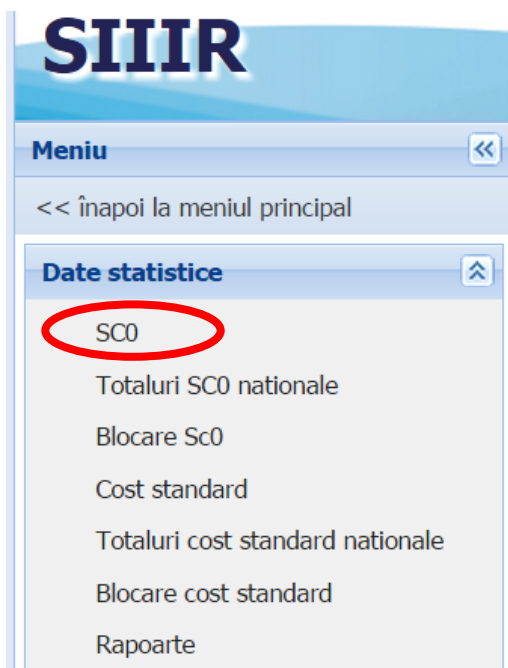 SIIIR
Meniu
<< înapoi la meniul principal
Date statistice
SC0
Totaluri SC0 nationale
Blocare Sc0
Cost standard
Totaluri cost standard nationale
Blocare cost standard
Rapoarte